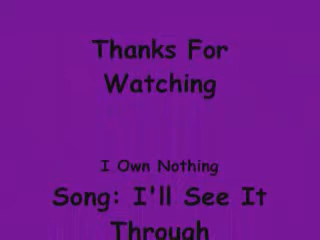 Thanks For
Watching
I Own Nothing
Song: I'll See It
Through